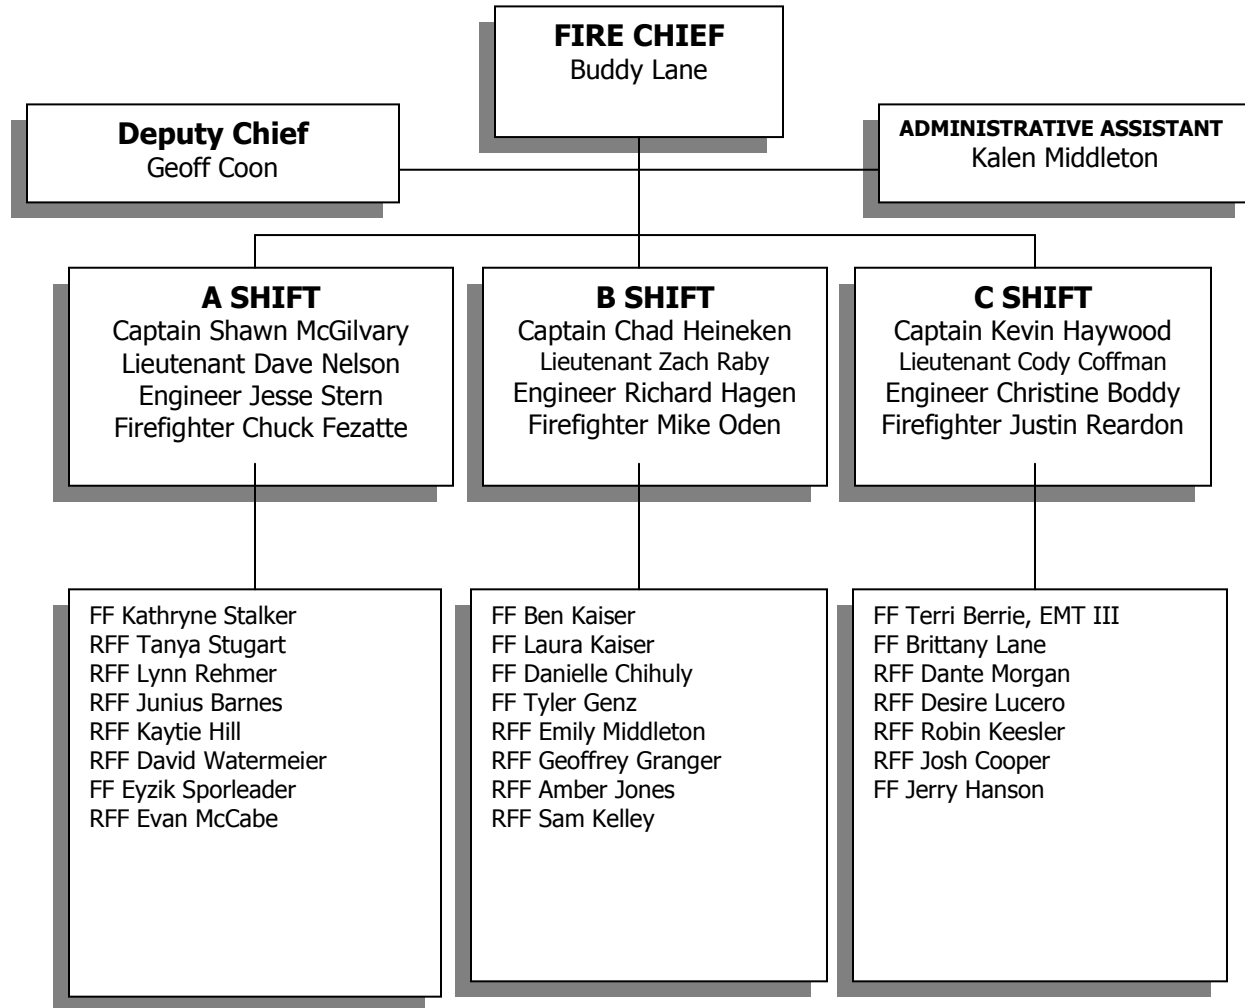 FIRE CHIEF
Buddy Lane
Deputy Chief
Geoff Coon
ADMINISTRATIVE ASSISTANT
Kalen Middleton
A SHIFT
Captain Shawn McGilvary
Lieutenant Dave Nelson
Engineer Jesse Stern
Firefighter Chuck Fezatte
B SHIFT
Captain Chad Heineken
Lieutenant Zach Raby
Engineer Richard Hagen
Firefighter Mike Oden
C SHIFT
Captain Kevin Haywood
Lieutenant Cody Coffman
Engineer Christine Boddy
Firefighter Justin Reardon
FF Kathryne Stalker
RFF Tanya Stugart
RFF Lynn Rehmer
RFF Junius Barnes
RFF Kaytie Hill
RFF David Watermeier
FF Eyzik Sporleader
RFF Evan McCabe
FF Ben Kaiser
FF Laura Kaiser
FF Danielle Chihuly
FF Tyler Genz
RFF Emily Middleton
RFF Geoffrey Granger
RFF Amber Jones
RFF Sam Kelley
FF Terri Berrie, EMT III
FF Brittany Lane
RFF Dante Morgan
RFF Desire Lucero
RFF Robin Keesler
RFF Josh Cooper
FF Jerry Hanson